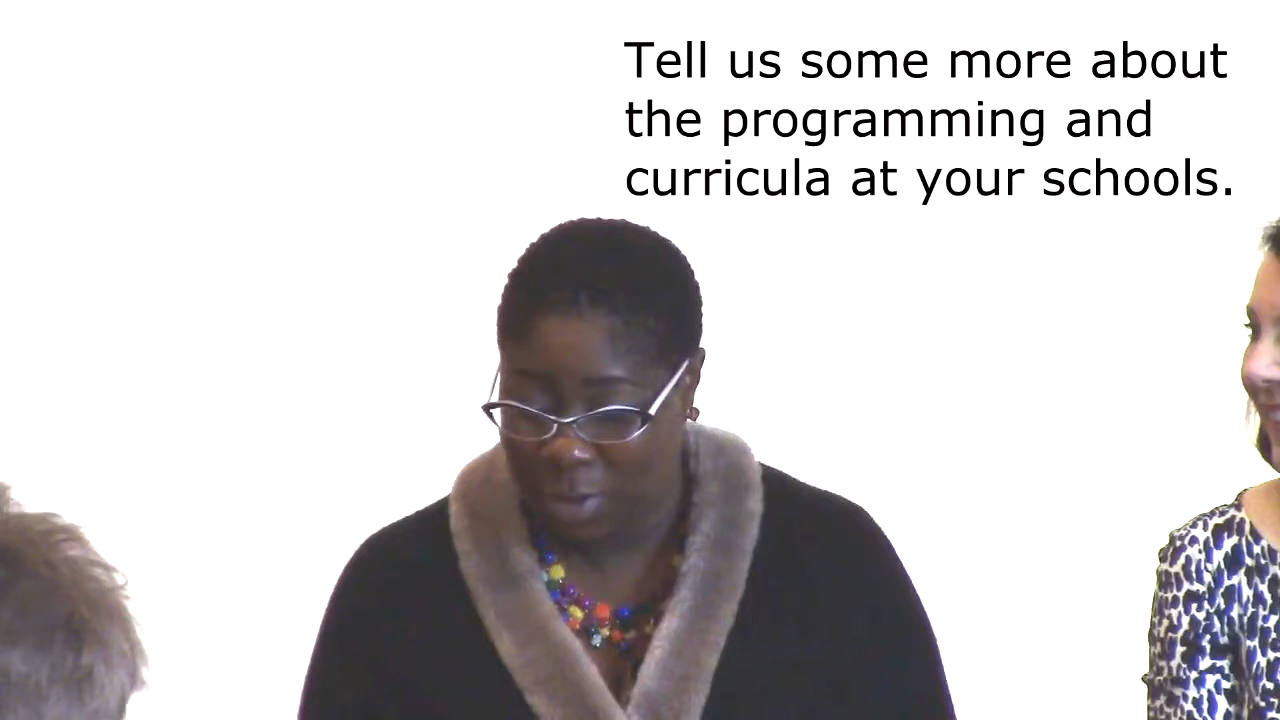 Tell us some more about
the programming and
curricula at your schools.